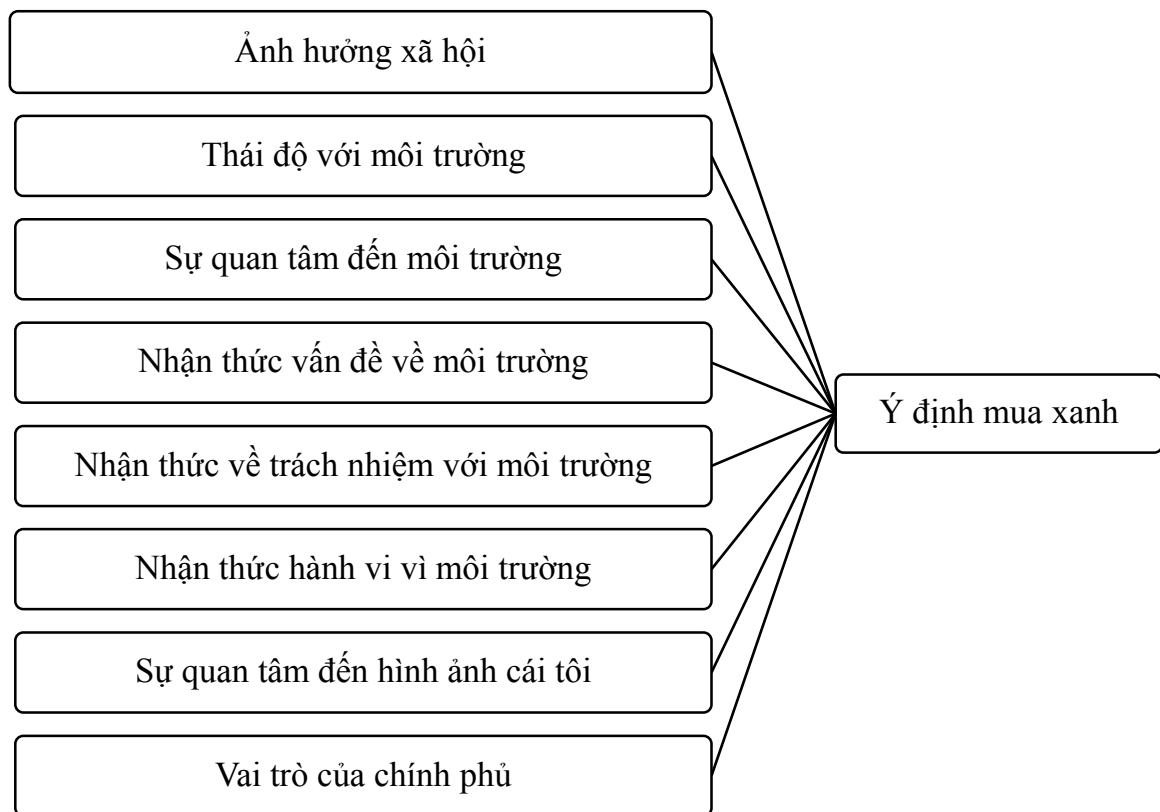 Ảnh hưởng xã hội
Thái độ với môi trường
Sự quan tâm đến môi trường
Nhận thức vấn đề về môi trường
Nhận thức về trách nhiệm với môi trường
Nhận thức hành vi vì môi trường
Sự quan tâm đến hình ảnh cái tôi
Vai trò của chính phủ
Ý định mua xanh